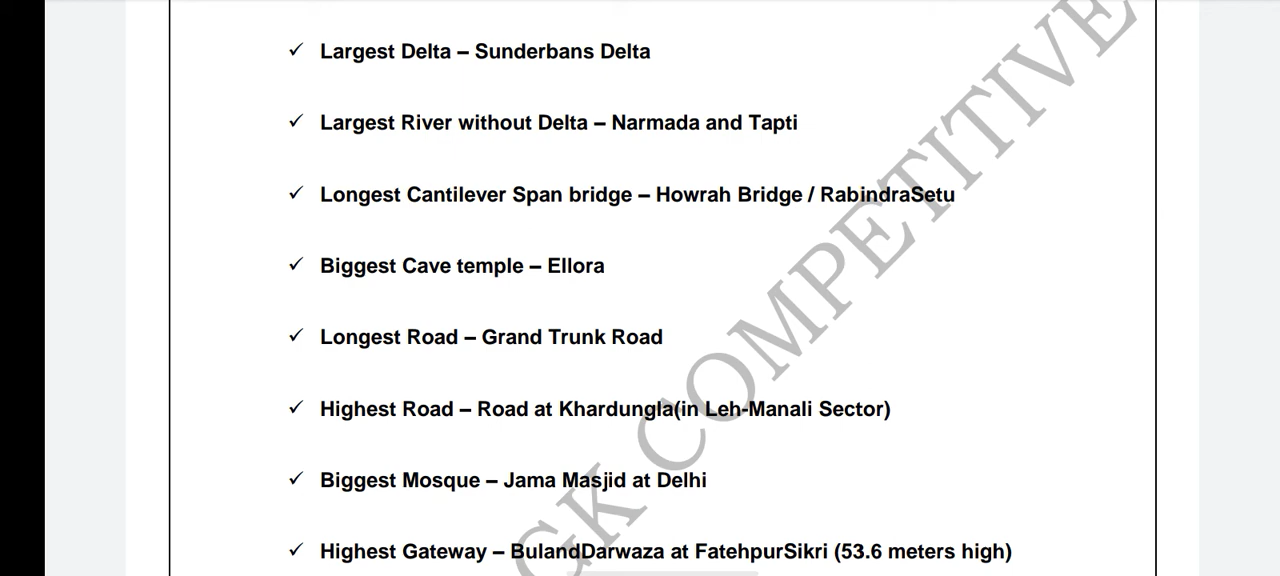 ✓ Largest Delta – Sunderbans Delta
✓ Largest River without Delta – Narmada and Tapti
✓ Longest Cantilever Span bridge – Howrah Bridge / RabindraSetu
✓ Biggest Cave temple – Ellora
✓ Longest Road – Grand Trunk Road
✓ Highest Road – Road at Khardungla(in Leh-Manali Sector)
✓ Biggest Mosque – Jama Masjid at Delhi
✓ Highest Gateway – BulandDarwaza at FatehpurSikri (53.6 meters high)
GK COMPETITIVE